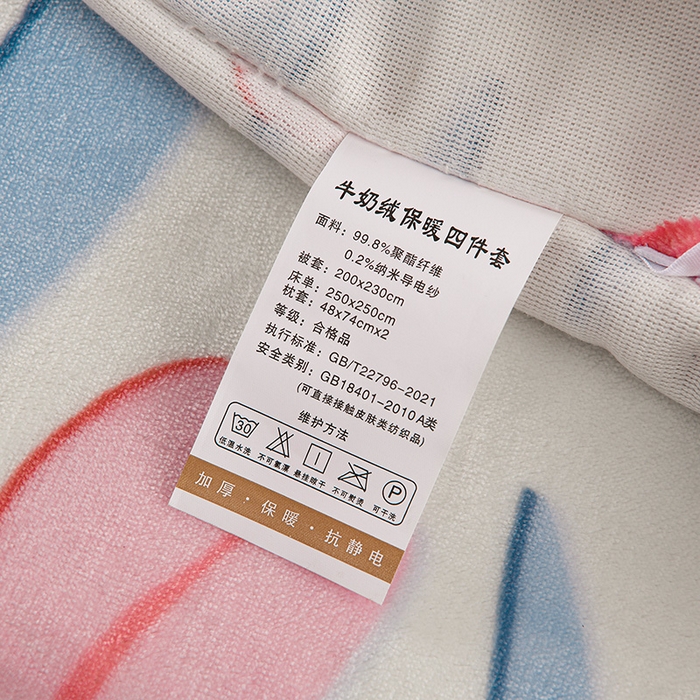 牛奶绒保暖四件套
面料：99.8%聚酯纤维
0.2%纳米导电纱
被套：200x230cm
床单：250x250cm
枕套：48x74cmx2
等级：合格品
执行标准：GB/T22796-2021
安全类别：GB18401-2010 A类
(可直接接触皮肤类纺织品)
维护方法
30 P
低温水洗 不可氯漂 悬挂晾干 不可熨烫 可干洗
加厚·保暖·抗静电